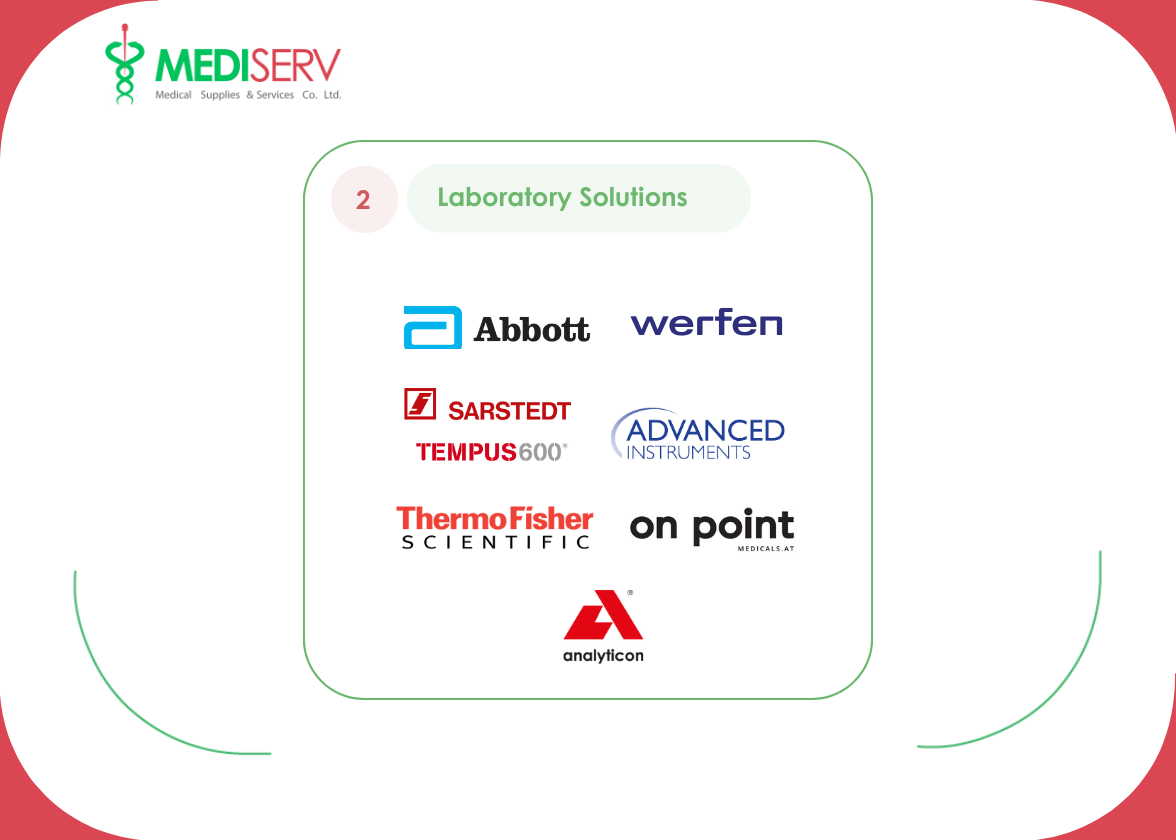 MEDISERV
Medical Supplies & Services Co. Ltd.
2 Laboratory Solutions
Abbott
werfen
SARSTEDT
TEMPUS600®
ADVANCED
INSTRUMENTS
ThermoFisher
SCIENTIFIC
on point
MEDICALS.AT
®
analyticon